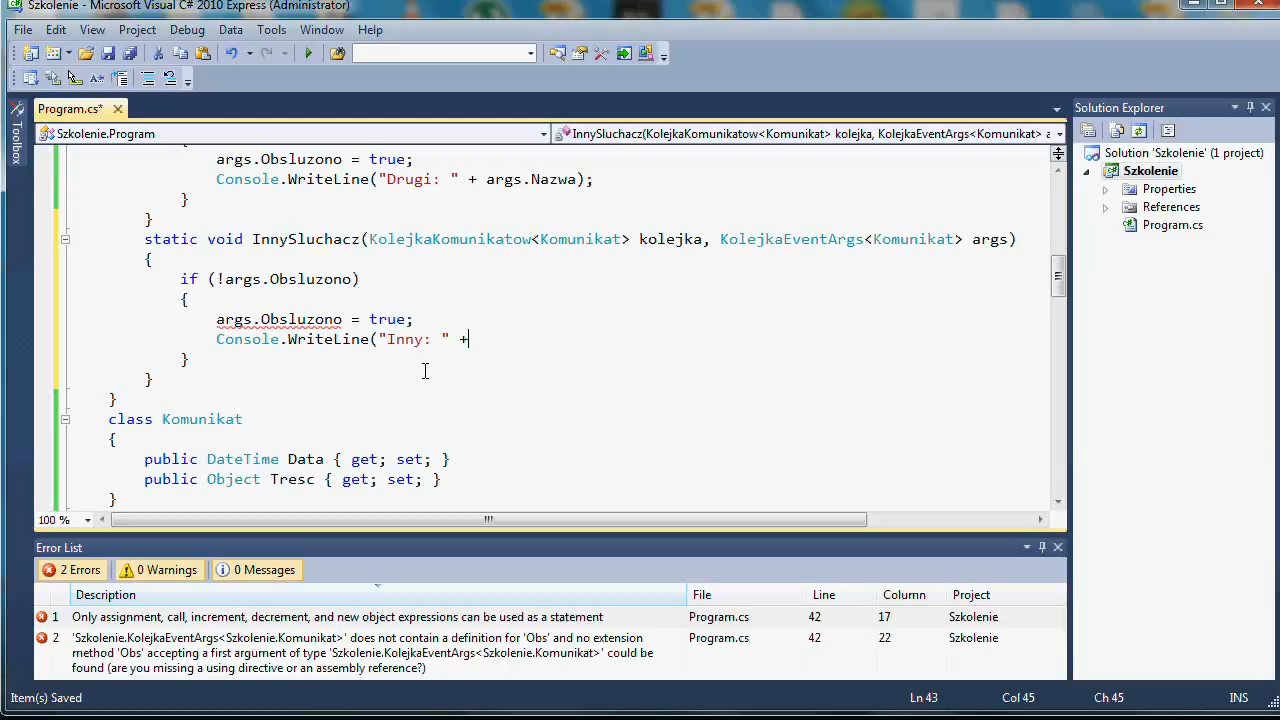 Szkolenie - Microsoft Visual C# 2010 Express (Administrator)
File Edit View Project Debug Data Tools Window Help
Program.cs*
Solution Explorer
Toolbox
Szkolenie.Program
InnySluchacz(KolejkaKomunikatow<Komunikat> kolejka, KolejkaEventArgs<Komunikat> a
{
args.Obsluzono = true;
Console.WriteLine("Drugi: " + args.Nazwa);
}
}
static void InnySluchacz(KolejkaKomunikatow<Komunikat> kolejka, KolejkaEventArgs<Komunikat> args)
{
if (!args.Obsluzono)
{
args.Obsluzono = true;
Console.WriteLine("Inny: " +
}
}
}
class Komunikat
{
public DateTime Data { get; set; }
public Object Tresc { get; set; }
}
100 %
Solution 'Szkolenie' (1 project)
Szkolenie
Properties
References
Program.cs
Error List
2 Errors 0 Warnings 0 Messages
Description File Line Column Project
1 Only assignment, call, increment, decrement, and new object expressions can be used as a statement Program.cs 42 17 Szkolenie
2 'Szkolenie.KolejkaEventArgs<Szkolenie.Komunikat>' does not contain a definition for 'Obs' and no extension Program.cs 42 22 Szkolenie
method 'Obs' accepting a first argument of type 'Szkolenie.KolejkaEventArgs<Szkolenie.Komunikat>' could be
found (are you missing a using directive or an assembly reference?)
Item(s) Saved Ln 43 Col 45 Ch 45 INS